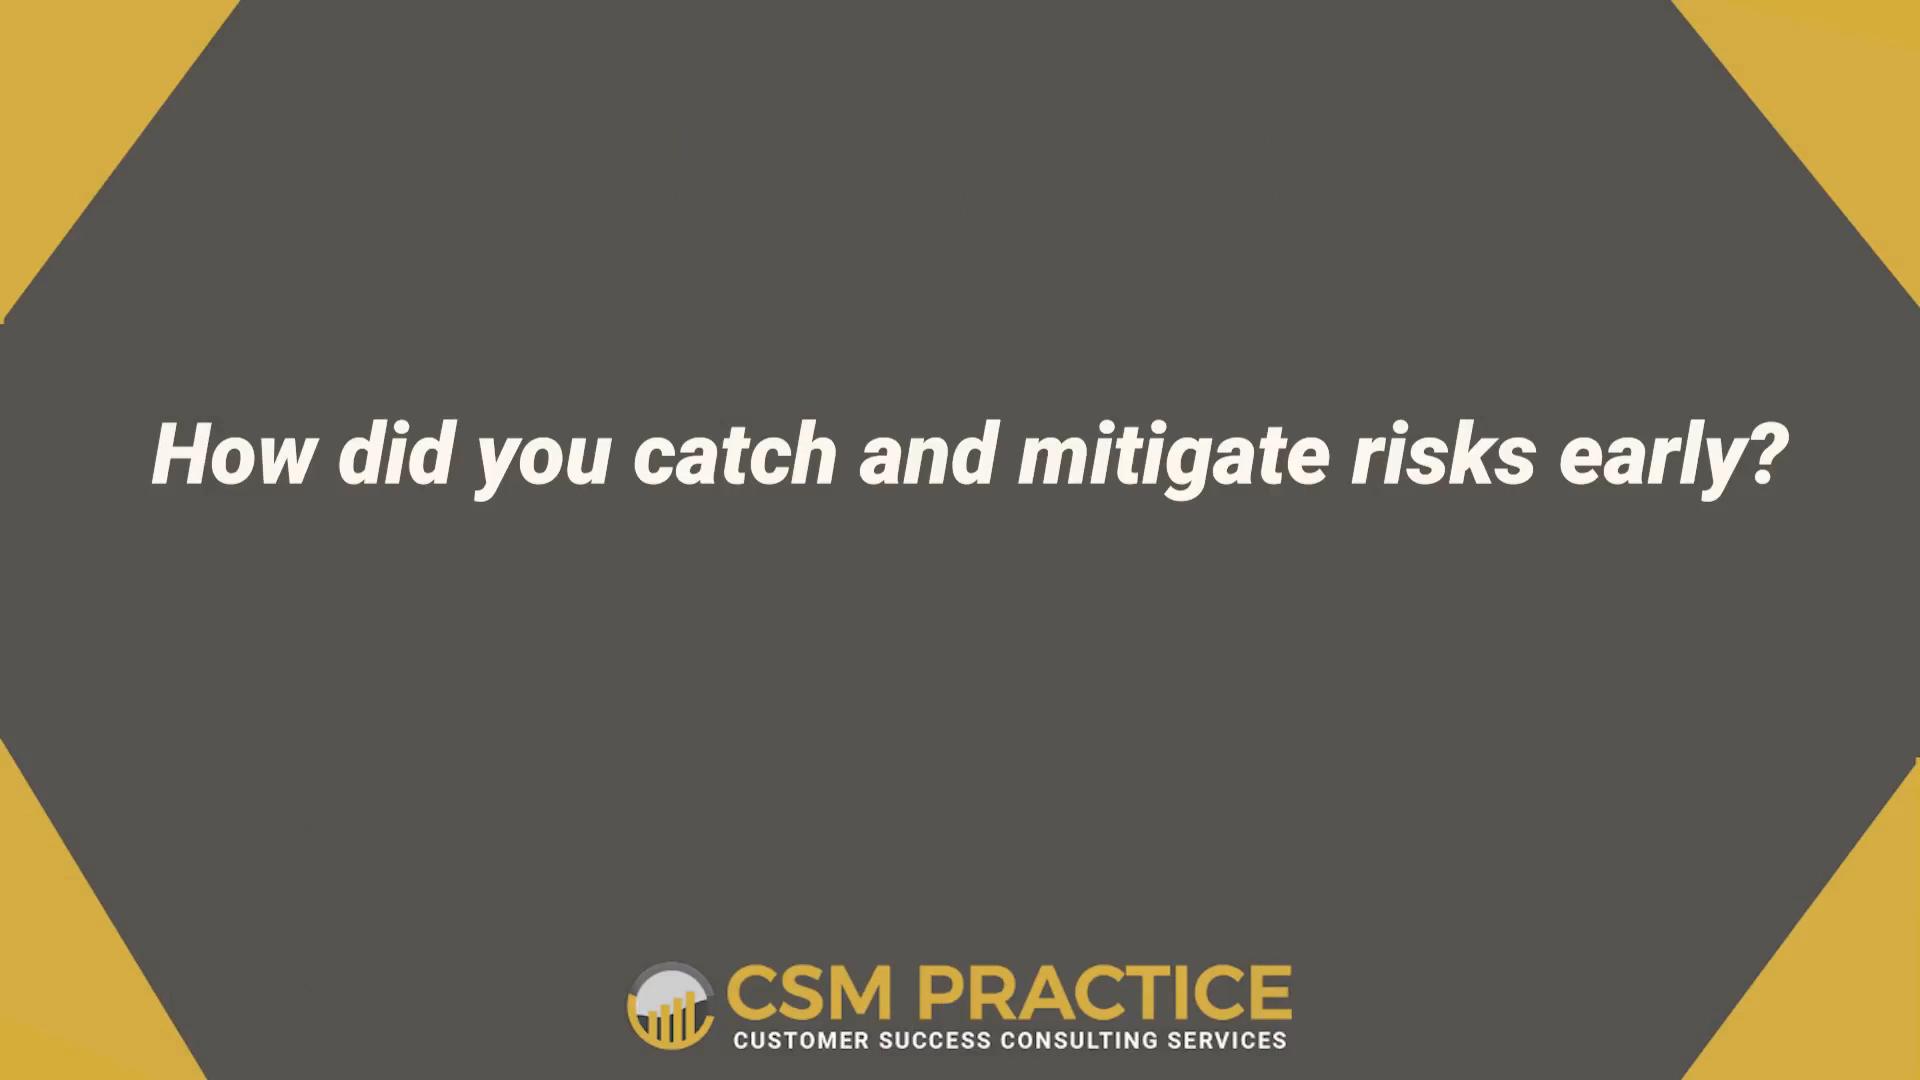 How did you catch and mitigate risks early?
CSM PRACTICE
CUSTOMER SUCCESS CONSULTING SERVICES